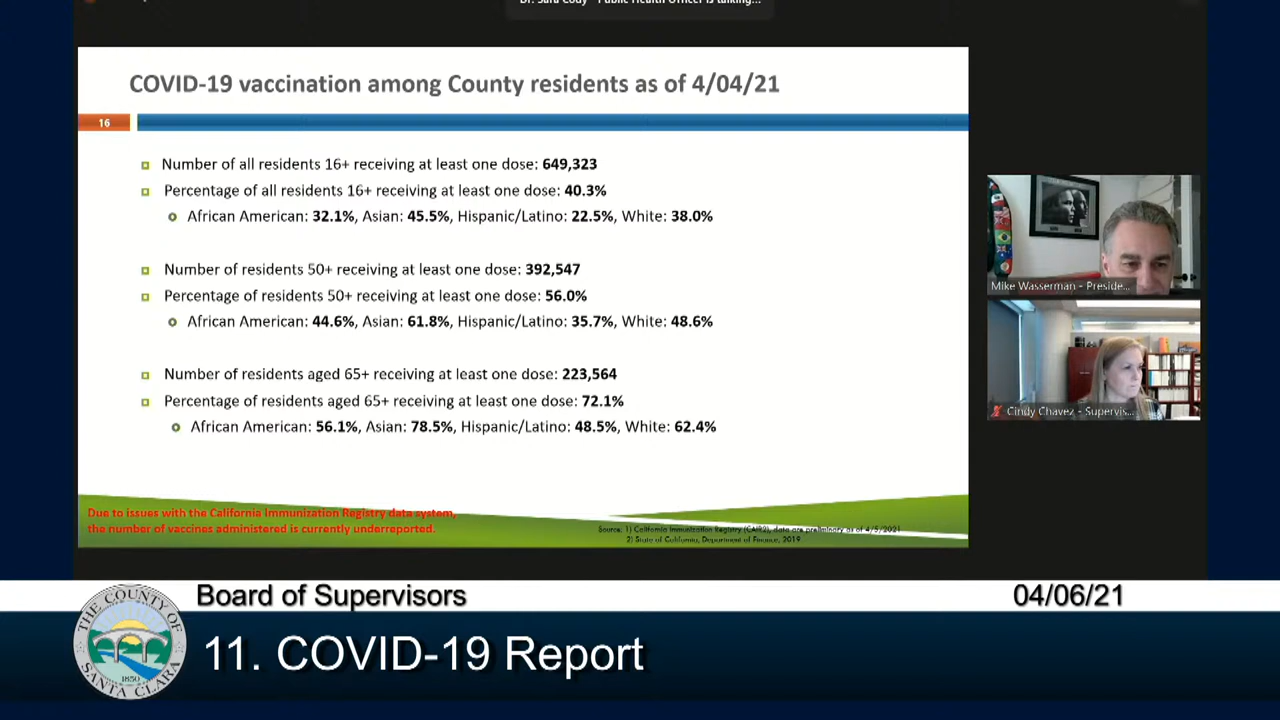 Dr. Sara Cody - Public Health Officer is talking...
COVID-19 vaccination among County residents as of 4/04/21
16
Number of all residents 16+ receiving at least one dose: 649,323
Percentage of all residents 16+ receiving at least one dose: 40.3%
African American: 32.1%, Asian: 45.5%, Hispanic/Latino: 22.5%, White: 38.0%
Number of residents 50+ receiving at least one dose: 392,547
Percentage of residents 50+ receiving at least one dose: 56.0%
African American: 44.6%, Asian: 61.8%, Hispanic/Latino: 35.7%, White: 48.6%
Number of residents aged 65+ receiving at least one dose: 223,564
Percentage of residents aged 65+ receiving at least one dose: 72.1%
African American: 56.1%, Asian: 78.5%, Hispanic/Latino: 48.5%, White: 62.4%
Due to issues with the California Immunization Registry data system,
the number of vaccines administered is currently underreported.
Source: 1) California Immunization Registry (CAIR2), data are preliminary as of 4/5/2021
2) State of California, Department of Finance, 2019
Mike Wasserman - Preside...
Cindy Chavez - Supervis...
Board of Supervisors
04/06/21
11. COVID-19 Report
THE COUNTY OF
SANTA CLARA
1850